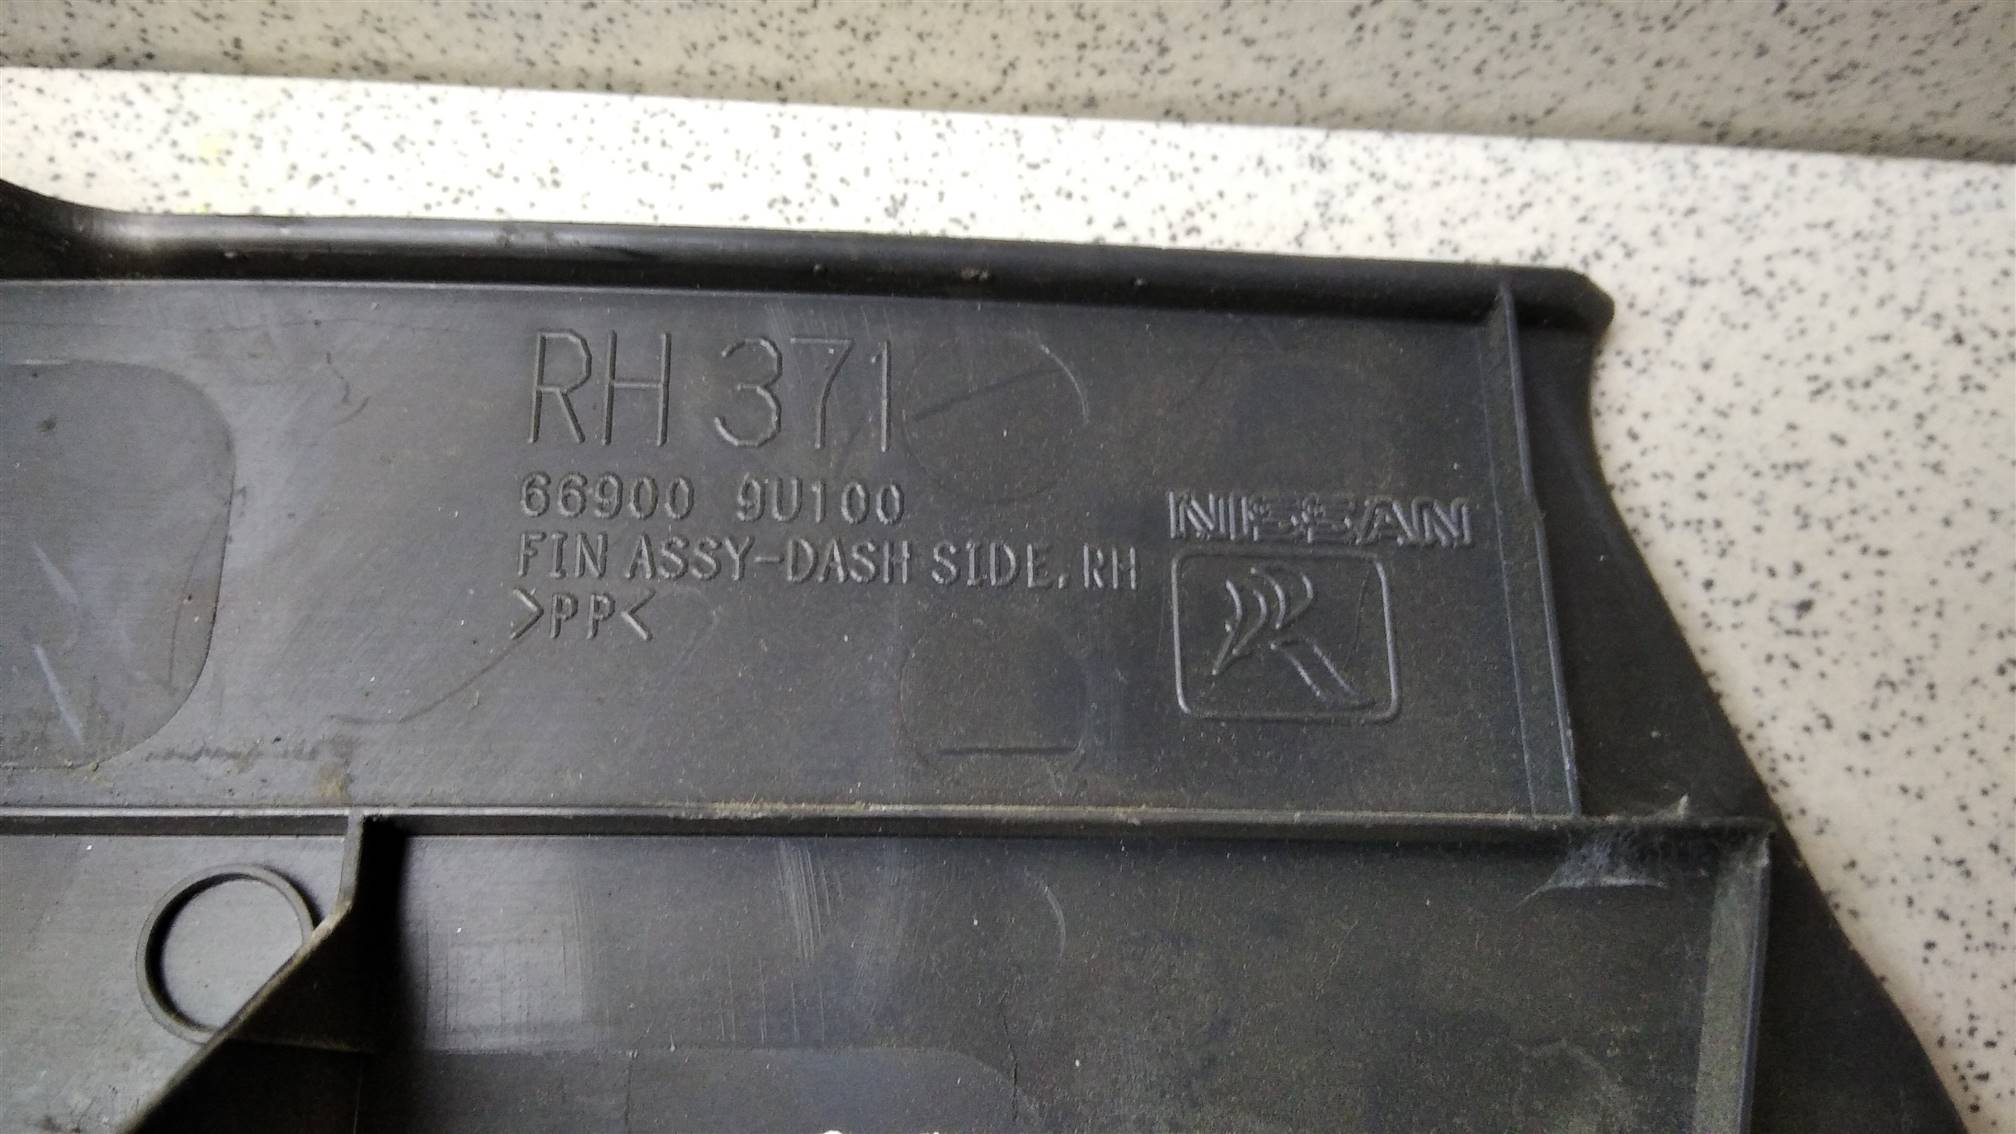 RH 371
66900 9U100
FIN ASSY-DASH SIDE, RH
>PP<
NISSAN